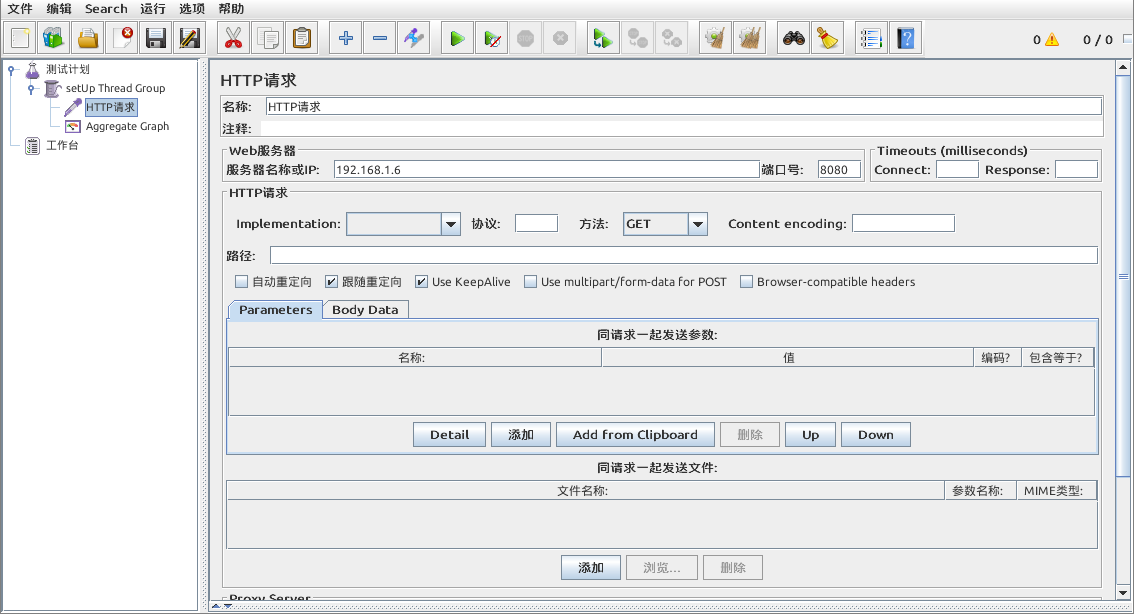 文件 编辑 Search 运行 选项 帮助
0 0 / 0
测试计划
setUp Thread Group
HTTP请求
Aggregate Graph
工作台
HTTP请求
名称: HTTP请求
注释:
Web服务器
服务器名称或IP: 192.168.1.6 端口号: 8080
Timeouts (milliseconds)
Connect: Response:
HTTP请求
Implementation: 协议: 方法: GET Content encoding:
路径:
自动重定向 跟随重定向 Use KeepAlive Use multipart/form-data for POST Browser-compatible headers
Parameters Body Data
同请求一起发送参数:
名称: 值 编码? 包含等于?
Detail 添加 Add from Clipboard 删除 Up Down
同请求一起发送文件:
文件名称: 参数名称: MIME类型:
添加 浏览... 删除
Proxy Server